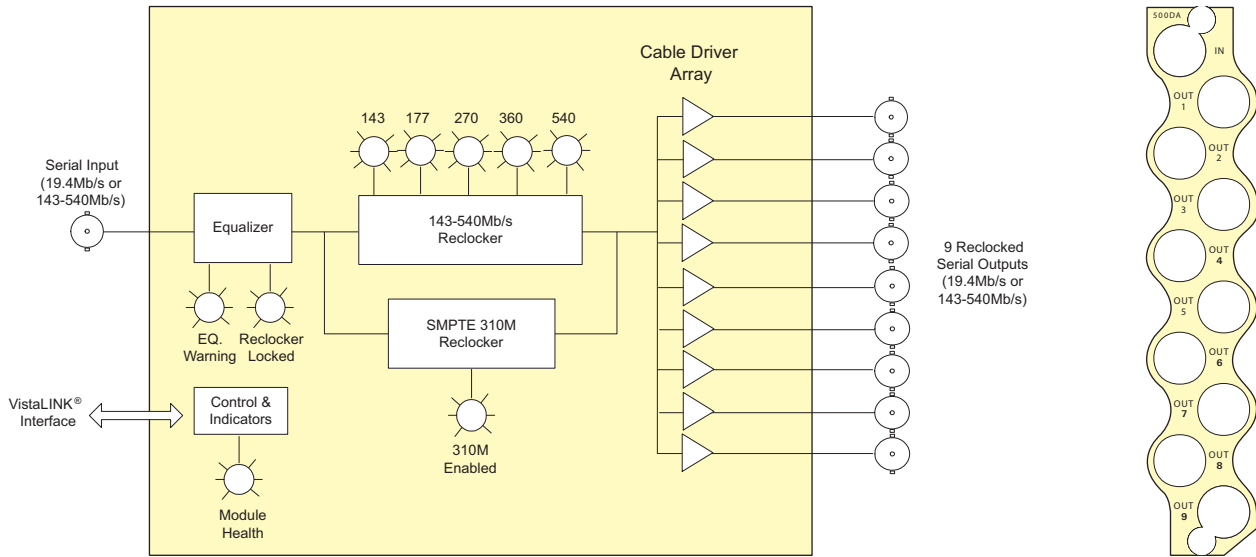 Cable Driver
Array
143
177
270
360
540
Serial Input
(19.4Mb/s or
143-540Mb/s)
Equalizer
143-540Mb/s
Reclocker
EQ.
Warning
Reclocker
Locked
SMPTE 310M
Reclocker
9 Reclocked
Serial Outputs
(19.4Mb/s or
143-540Mb/s)
VistaLINK®
Interface
Control &
Indicators
310M
Enabled
Module
Health
500DA
IN
OUT
1
OUT
2
OUT
3
OUT
4
OUT
5
OUT
6
OUT
7
OUT
8
OUT
9